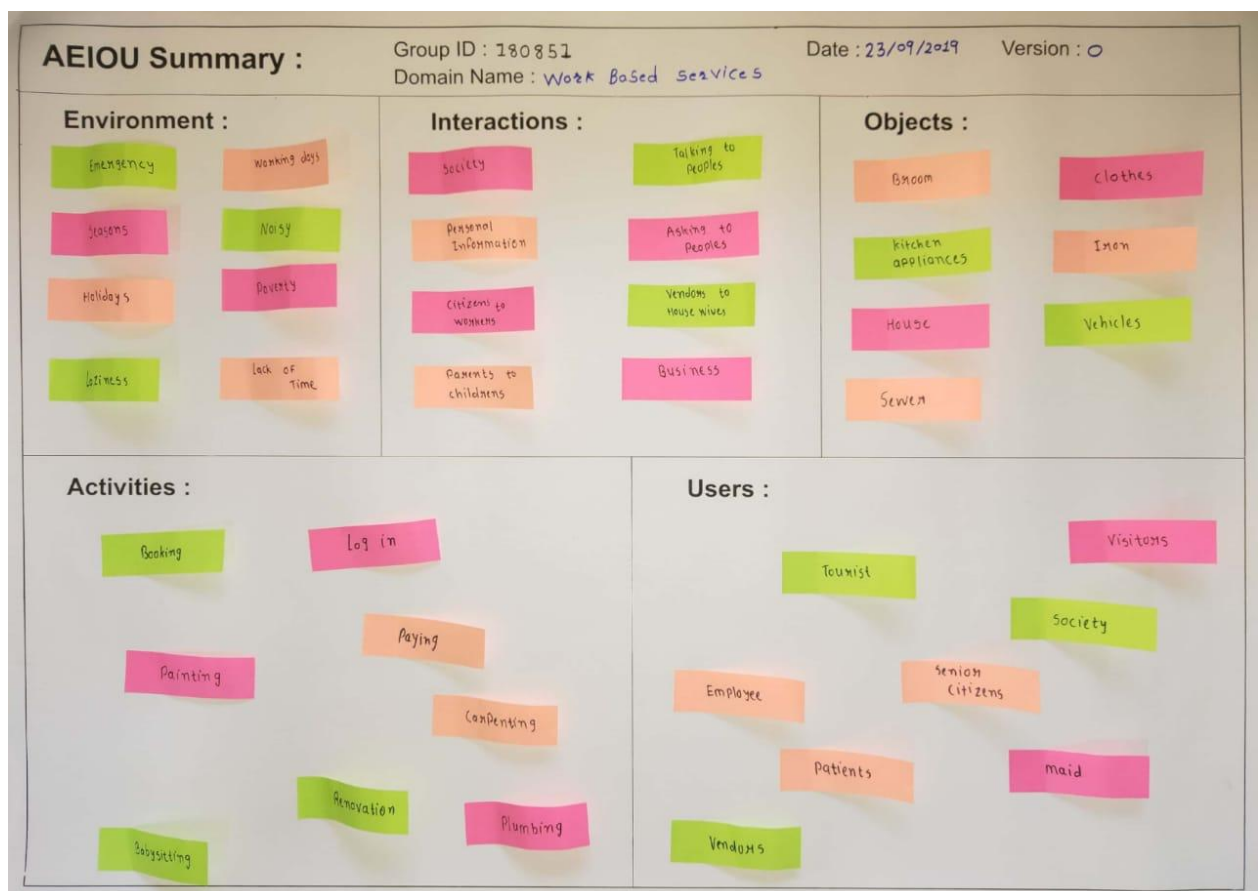 AEIOU Summary :
Group ID : 180851
Domain Name : Work Based Services
Date : 23/09/2019
Version : 0
Environment :
Emergency
Working days
Seasons
Noisy
Holidays
Poverty
Laziness
Lack of
Time
Interactions :
Society
Talking to
Peoples
Personal
Information
Asking to
Peoples
Citizens to
workers
Vendors to
House wives
Parents to
childrens
Business
Objects :
Broom
Clothes
kitchen
appliances
Iron
House
Vehicles
Sewer
Activities :
Booking
Log in
Paying
Painting
Carpenting
Renovation
Plumbing
Babysitting
Users :
Visitors
Tourist
Society
Senior
Citizens
Employee
Patients
maid
Vendors